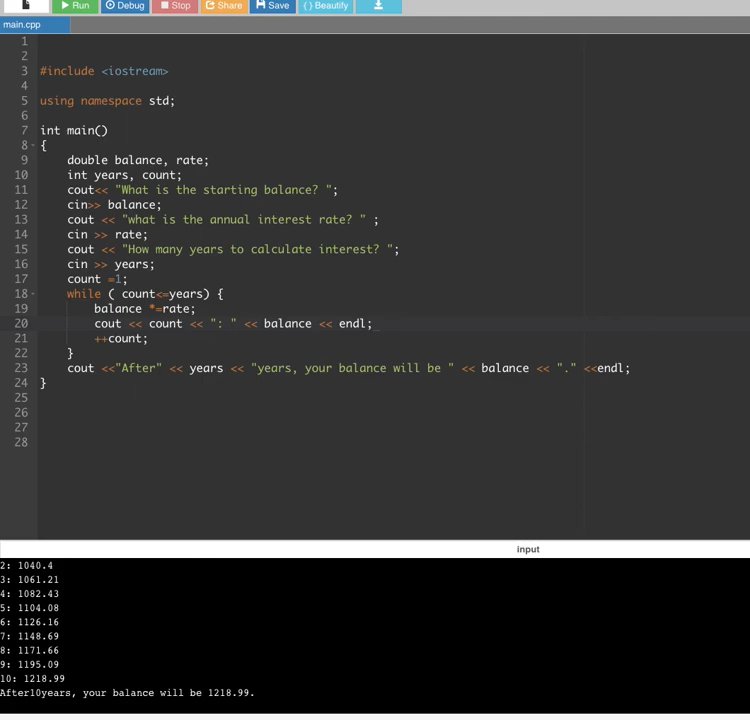 Run Debug Stop Share Save { } Beautify
main.cpp
1
2
3 #include <iostream>
4
5 using namespace std;
6
7 int main()
8 {
9 double balance, rate;
10 int years, count;
11 cout<< "What is the starting balance? ";
12 cin>> balance;
13 cout << "what is the annual interest rate? " ;
14 cin >> rate;
15 cout << "How many years to calculate interest? ";
16 cin >> years;
17 count =1;
18 while ( count<=years) {
19 balance *=rate;
20 cout << count << ": " << balance << endl;
21 ++count;
22 }
23 cout <<"After" << years << "years, your balance will be " << balance << "." <<endl;
24 }
25
26
27
28
input
2: 1040.4
3: 1061.21
4: 1082.43
5: 1104.08
6: 1126.16
7: 1148.69
8: 1171.66
9: 1195.09
10: 1218.99
After10years, your balance will be 1218.99.